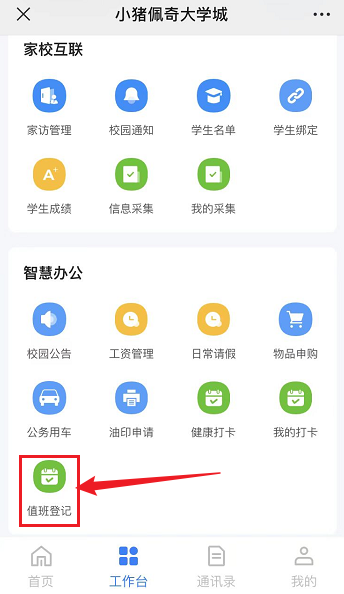 小猪佩奇大学城
家校互联
家访管理 校园通知 学生名单 学生绑定
A+
学生成绩 信息采集 我的采集
智慧办公
校园公告 工资管理 日常请假 物品申购
公务用车 油印申请 健康打卡 我的打卡
值班登记
首页 工作台 通讯录 我的